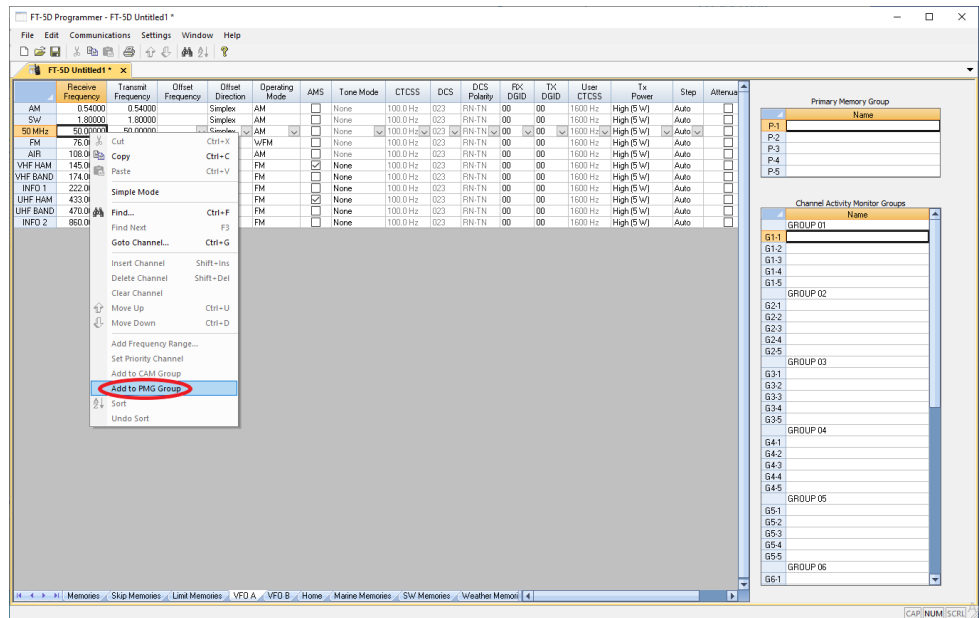 FT-5D Programmer - FT-5D Untitled1 *
File Edit Communications Settings Window Help
FT-5D Untitled1 * x
Receive Frequency Transmit Frequency Offset Frequency Offset Direction Operating Mode AMS Tone Mode CTCSS DCS DCS Polarity RX DGID TX DGID User CTCSS Tx Power Step Attenua
AM 0.54000 0.54000 Simplex AM None 100.0 Hz 023 RN-TN 00 00 1600 Hz High (5 W) Auto
SW 1.80000 1.80000 Simplex AM None 100.0 Hz 023 RN-TN 00 00 1600 Hz High (5 W) Auto
50 MHz 50.00000 50.00000 Simplex AM None 100.0 Hz 023 RN-TN 00 00 1600 Hz High (5 W) Auto
FM 76.0 WFM None 100.0 Hz 023 RN-TN 00 00 1600 Hz High (5 W) Auto
AIR 108.0 AM None 100.0 Hz 023 RN-TN 00 00 1600 Hz High (5 W) Auto
VHF HAM 145.0 FM None 100.0 Hz 023 RN-TN 00 00 1600 Hz High (5 W) Auto
VHF BAND 174.0 FM None 100.0 Hz 023 RN-TN 00 00 1600 Hz High (5 W) Auto
INFO 1 222.0 FM None 100.0 Hz 023 RN-TN 00 00 1600 Hz High (5 W) Auto
UHF HAM 433.0 FM None 100.0 Hz 023 RN-TN 00 00 1600 Hz High (5 W) Auto
UHF BAND 470.0 FM None 100.0 Hz 023 RN-TN 00 00 1600 Hz High (5 W) Auto
INFO 2 860.0 FM None 100.0 Hz 023 RN-TN 00 00 1600 Hz High (5 W) Auto
Cut Ctrl+X
Copy Ctrl+C
Paste Ctrl+V
Simple Mode
Find... Ctrl+F
Find Next F3
Goto Channel... Ctrl+G
Insert Channel Shift+Ins
Delete Channel Shift+Del
Clear Channel
Move Up Ctrl+U
Move Down Ctrl+D
Add Frequency Range...
Set Priority Channel
Add to CAM Group
Add to PMG Group
Sort
Undo Sort
Primary Memory Group
Name
P-1
P-2
P-3
P-4
P-5
Channel Activity Monitor Groups
Name
GROUP 01
G1-1
G1-2
G1-3
G1-4
G1-5
GROUP 02
G2-1
G2-2
G2-3
G2-4
G2-5
GROUP 03
G3-1
G3-2
G3-3
G3-4
G3-5
GROUP 04
G4-1
G4-2
G4-3
G4-4
G4-5
GROUP 05
G5-1
G5-2
G5-3
G5-4
G5-5
GROUP 06
G6-1
Memories Skip Memories Limit Memories VFO A VFO B Home Marine Memories SW Memories Weather Memori
CAP NUM SCRL